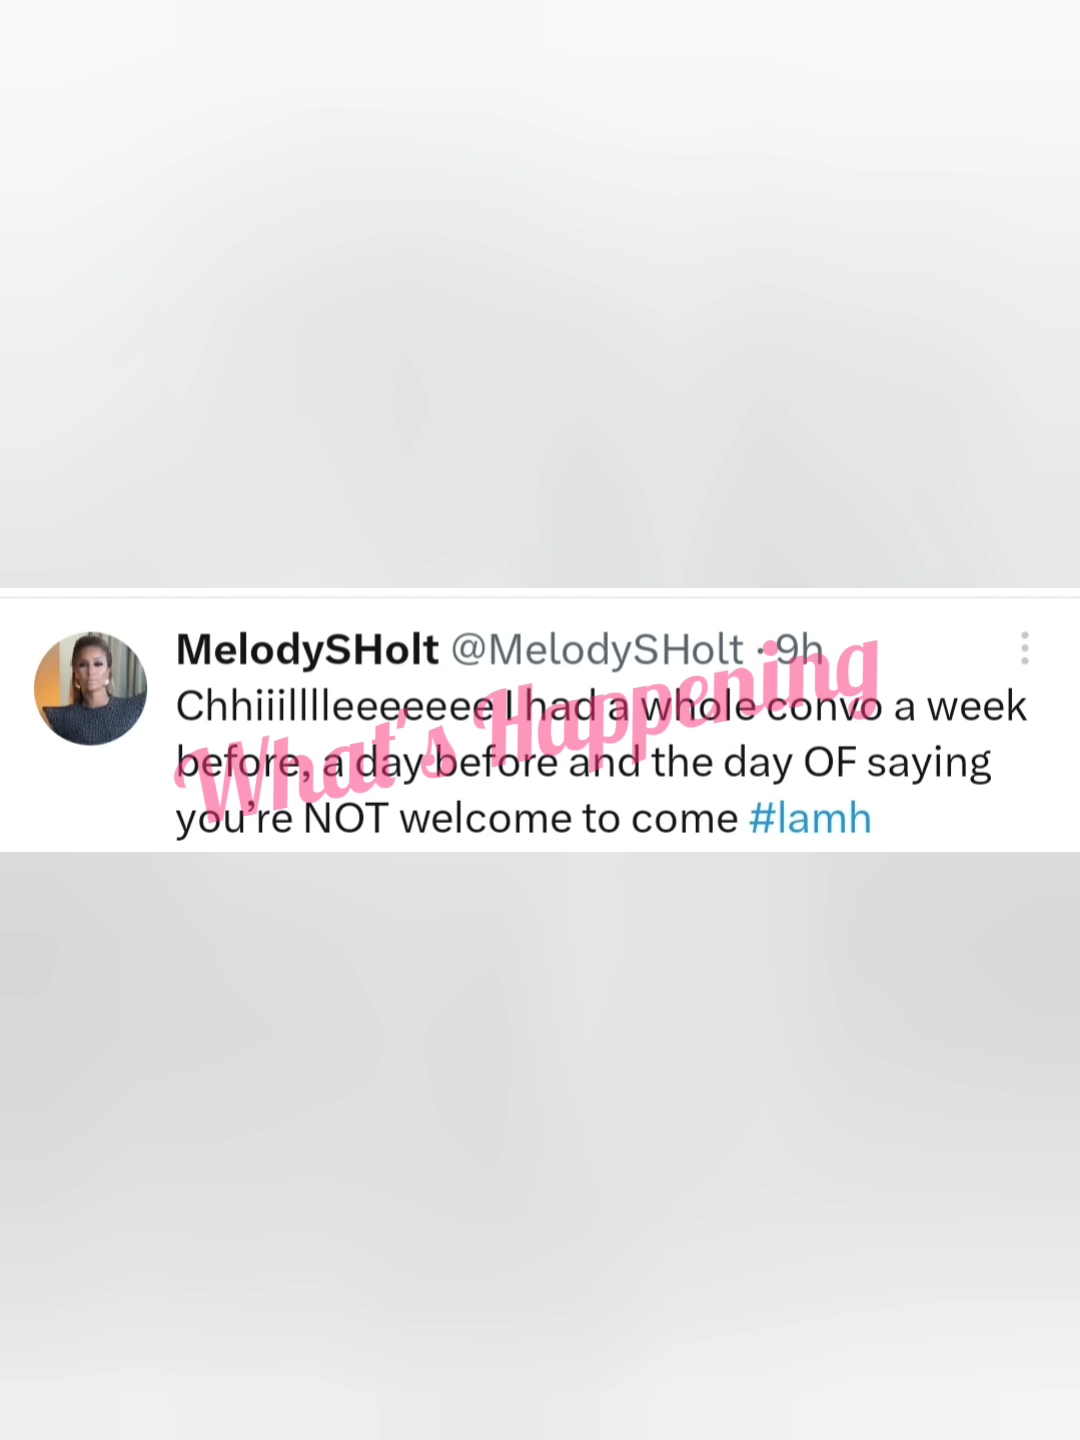 MelodySHolt @MelodySHolt · 9h
Chhiiilllleeeeeee I had a whole convo a week
before, a day before and the day OF saying
you’re NOT welcome to come #lamh
What's Happening